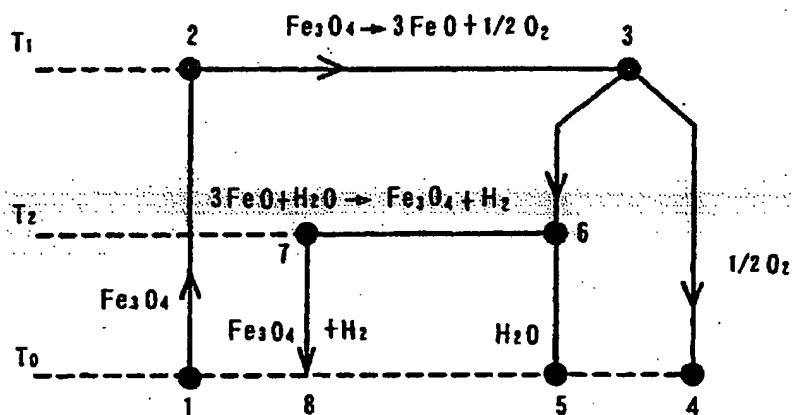 Fe₃O₄ → 3FeO + 1/2 O₂
T₁
2
3
3FeO+H₂O → Fe₃O₄ + H₂
T₂
7
6
1/2 O₂
Fe₃O₄
Fe₃O₄ +H₂
H₂O
T₀
1
8
5
4